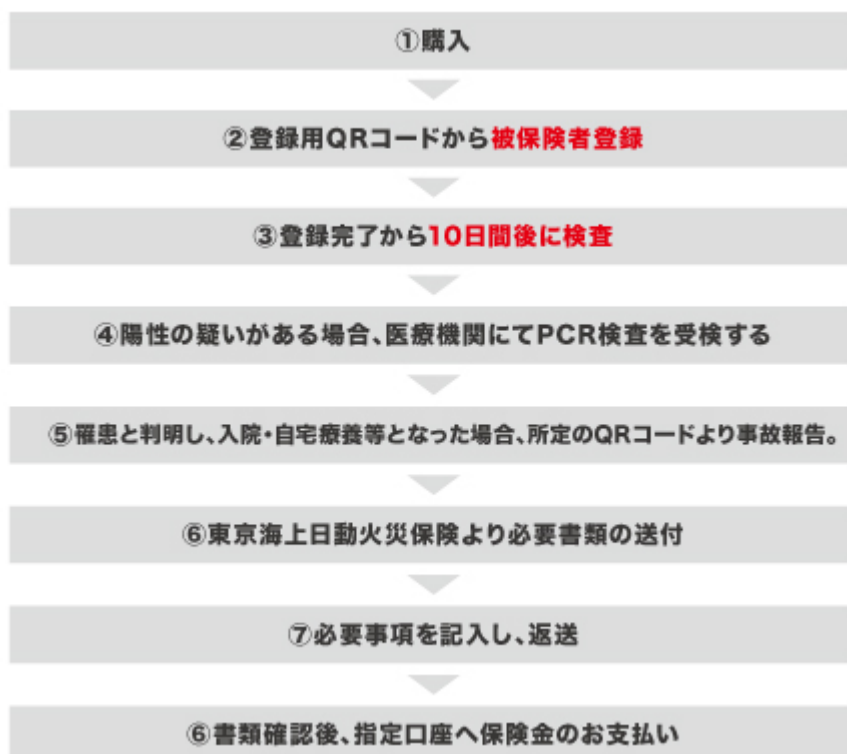 ①購入
②登録用QRコードから被保険者登録
③登録完了から10日間後に検査
④陽性の疑いがある場合、医療機関にてPCR検査を受検する
⑤罹患と判明し、入院・自宅療養等となった場合、所定のQRコードより事故報告。
⑥東京海上日動火災保険より必要書類の送付
⑦必要事項を記入し、返送
⑥書類確認後、指定口座へ保険金のお支払い